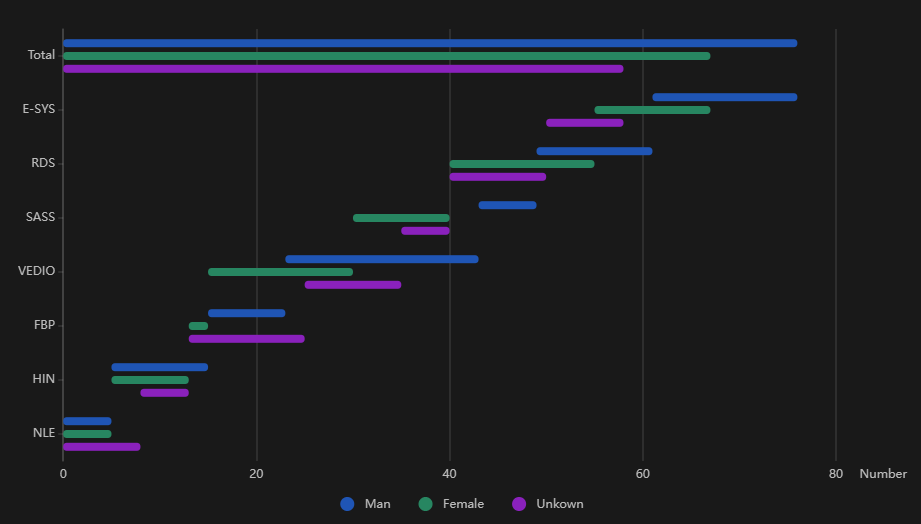 Total
E-SYS
RDS
SASS
VEDIO
FBP
HIN
NLE
0 20 40 60 80 Number
Man Female Unkown